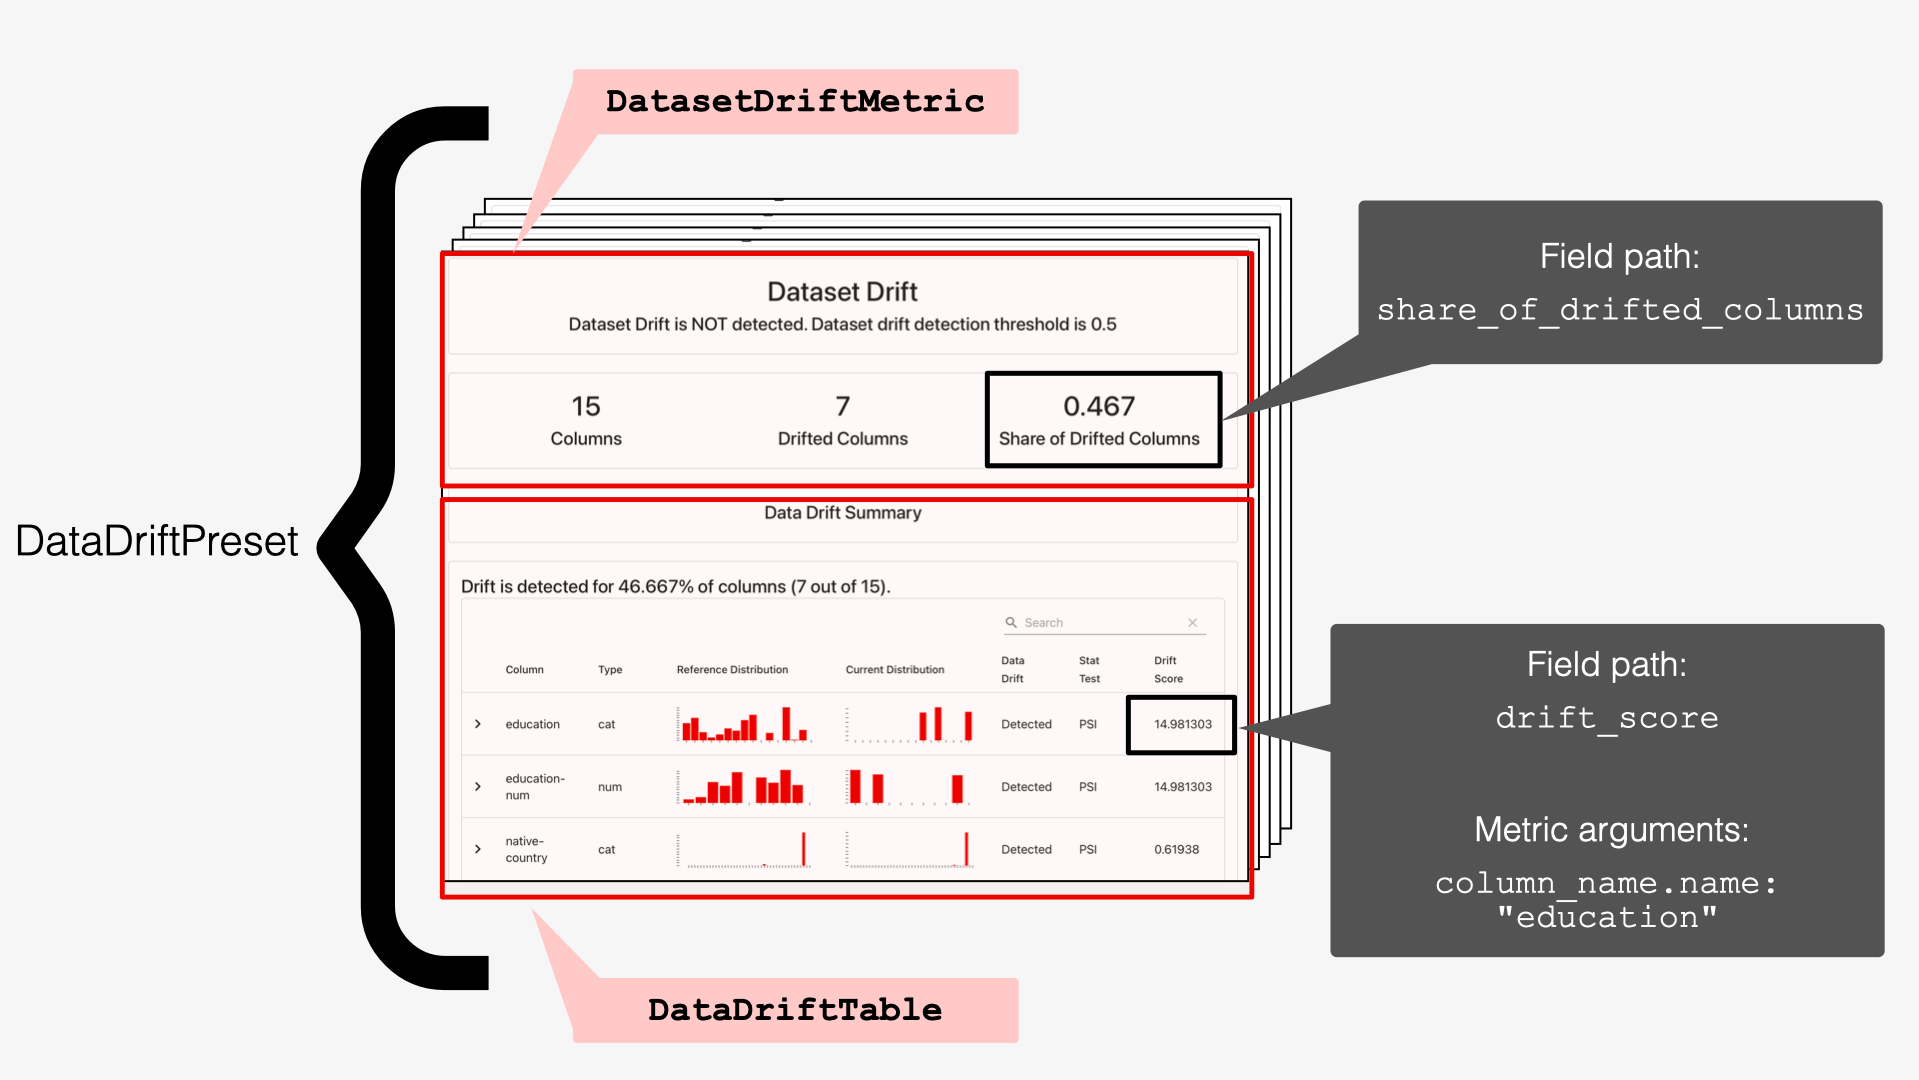 DatasetDriftMetric
DataDriftPreset
Dataset Drift
Dataset Drift is NOT detected. Dataset drift detection threshold is 0.5
15
Columns
7
Drifted Columns
0.467
Share of Drifted Columns
Field path:
share_of_drifted_columns
Data Drift Summary
Drift is detected for 46.667% of columns (7 out of 15).
Search
Column Type Reference Distribution Current Distribution Data Drift Stat Test Drift Score
education cat Detected PSI 14.981303
education-
num num Detected PSI 14.981303
native-
country cat Detected PSI 0.61938
Field path:
drift_score
Metric arguments:
column_name.name:
"education"
DataDriftTable